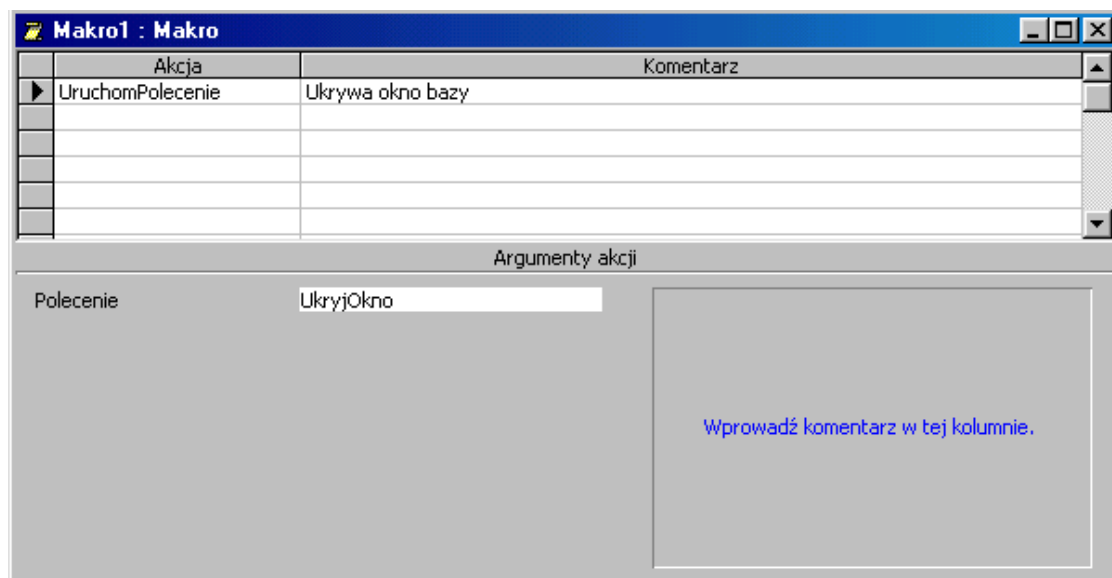 Makro1 : Makro
Akcja Komentarz
UruchomPolecenie Ukrywa okno bazy
Argumenty akcji
Polecenie UkryjOkno
Wprowadź komentarz w tej kolumnie.